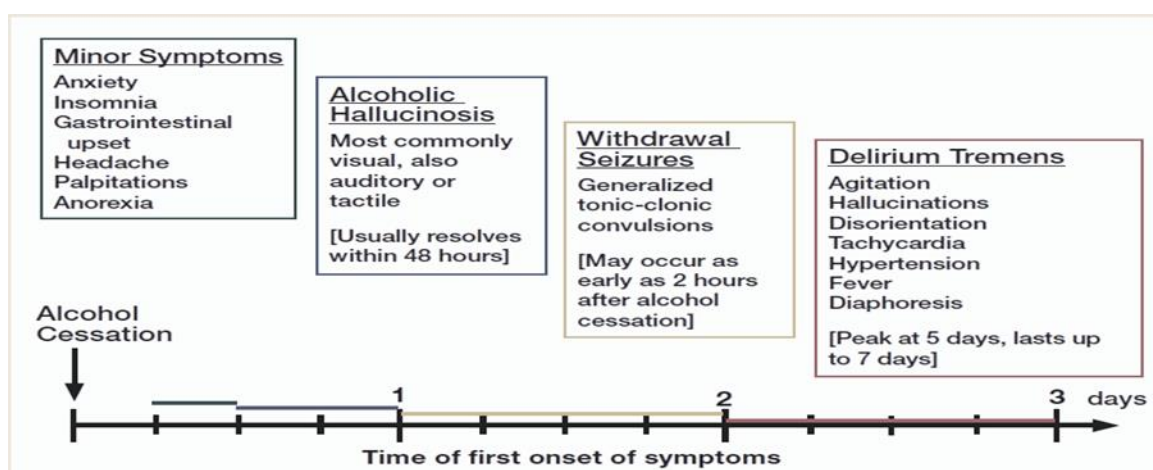 Minor Symptoms
Anxiety
Insomnia
Gastrointestinal
upset
Headache
Palpitations
Anorexia
Alcoholic
Hallucinosis
Most commonly
visual, also
auditory or
tactile
[Usually resolves
within 48 hours]
Withdrawal
Seizures
Generalized
tonic-clonic
convulsions
[May occur as
early as 2 hours
after alcohol
cessation]
Delirium Tremens
Agitation
Hallucinations
Disorientation
Tachycardia
Hypertension
Fever
Diaphoresis
[Peak at 5 days, lasts up
to 7 days]
Alcohol
Cessation
1 2 3 days
Time of first onset of symptoms